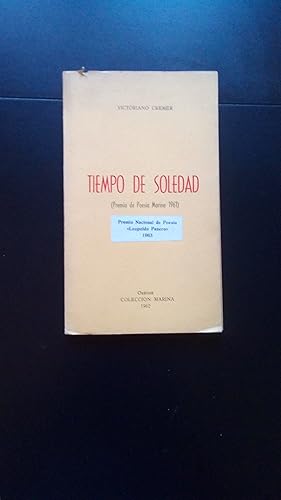 VICTORIANO CREMER
TIEMPO DE SOLEDAD
(Premio de Poesía Marina 1961)
Premio Nacional de Poesía
«Leopoldo Panero»
1963
Orense
COLECCION MARINA
1962